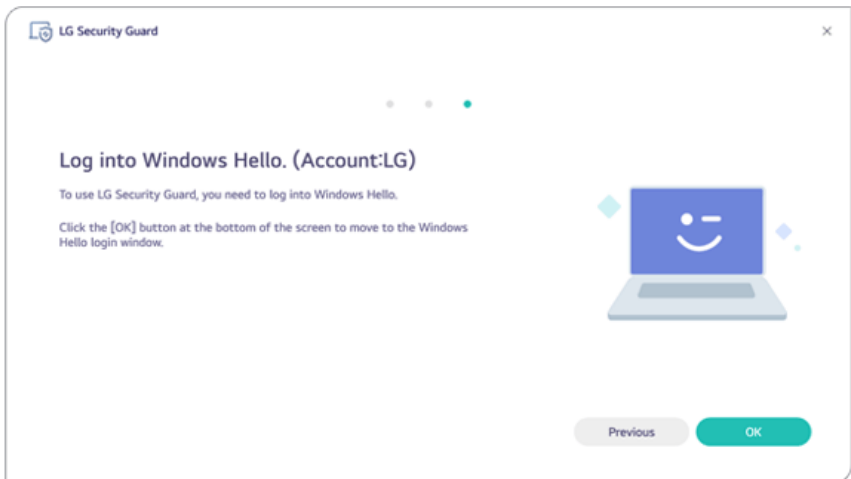 LG Security Guard
Log into Windows Hello. (Account:LG)
To use LG Security Guard, you need to log into Windows Hello.
Click the [OK] button at the bottom of the screen to move to the Windows
Hello login window.
Previous
OK